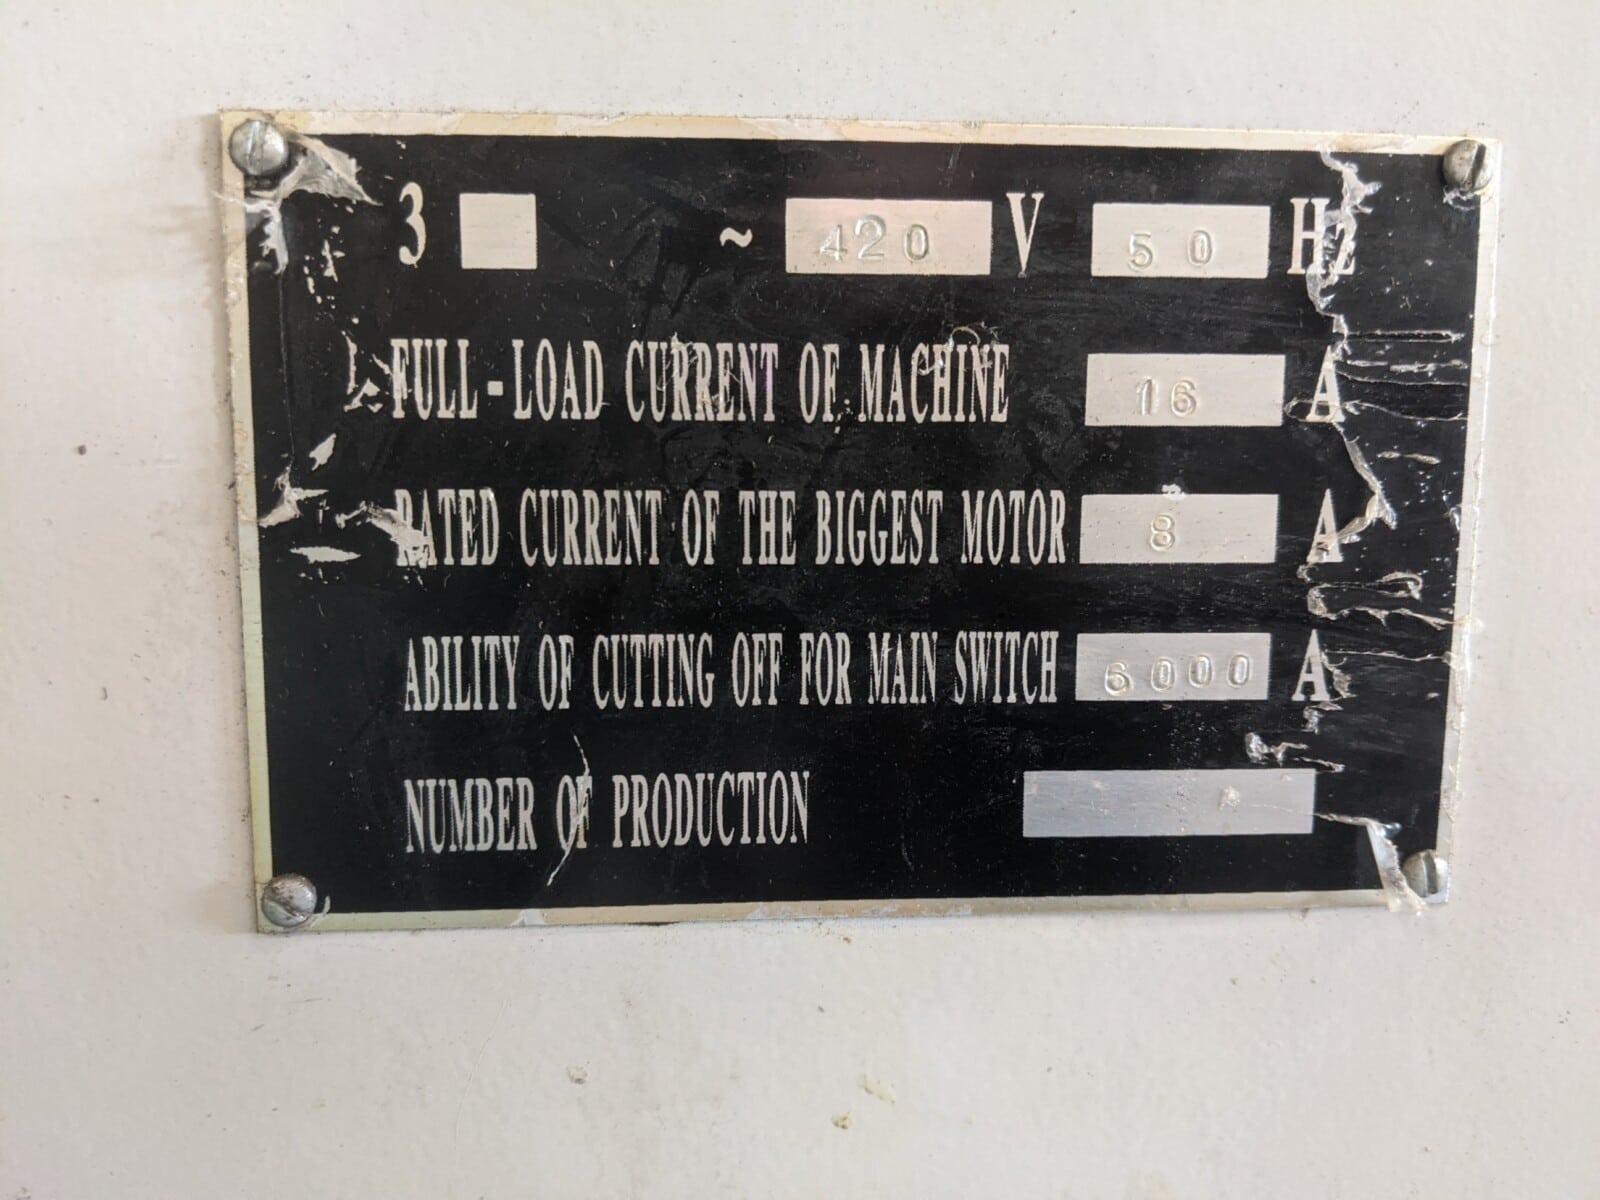 3 ~ 420 V 50 HZ
FULL-LOAD CURRENT OF MACHINE 16 A
RATED CURRENT OF THE BIGGEST MOTOR 8 A
ABILITY OF CUTTING OFF FOR MAIN SWITCH 6000 A
NUMBER OF PRODUCTION